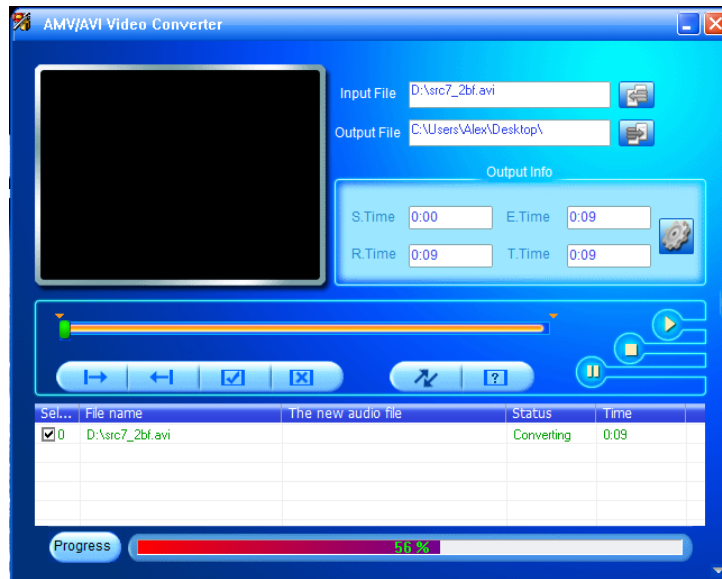 AMV/AVI Video Converter
Input File D:\src7_2bf.avi
Output File C:\Users\Alex\Desktop\
Output Info
S.Time 0:00 E.Time 0:09
R.Time 0:09 T.Time 0:09
Sel... File name The new audio file Status Time
0 D:\src7_2bf.avi Converting 0:09
Progress 56 %